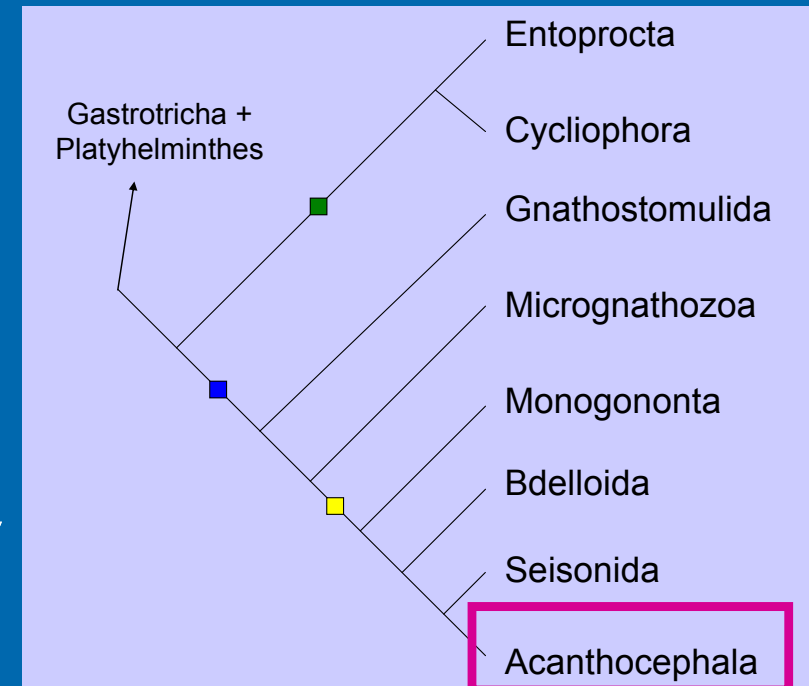 Entoprocta
Gastrotricha +
Platyhelminthes
Cycliophora
Gnathostomulida
Micrognathozoa
Monogononta
Bdelloida
Seisonida
Acanthocephala